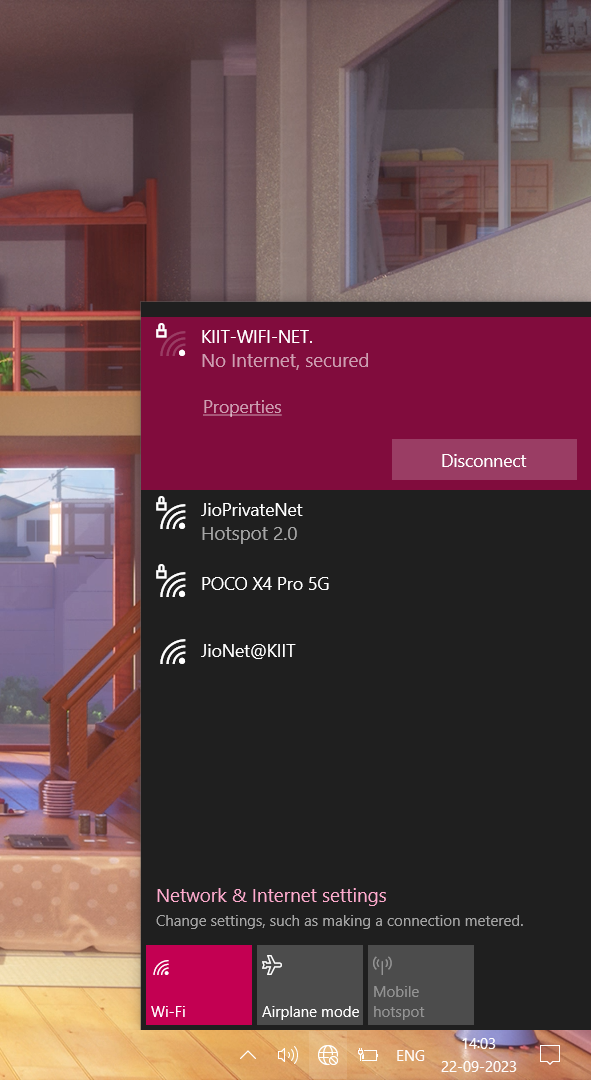 KIIT-WIFI-NET.
No Internet, secured
Properties
Disconnect
JioPrivateNet
Hotspot 2.0
POCO X4 Pro 5G
JioNet@KIIT
Network & Internet settings
Change settings, such as making a connection metered.
Wi-Fi
Airplane mode
Mobile
hotspot
ENG
14:03
22-09-2023